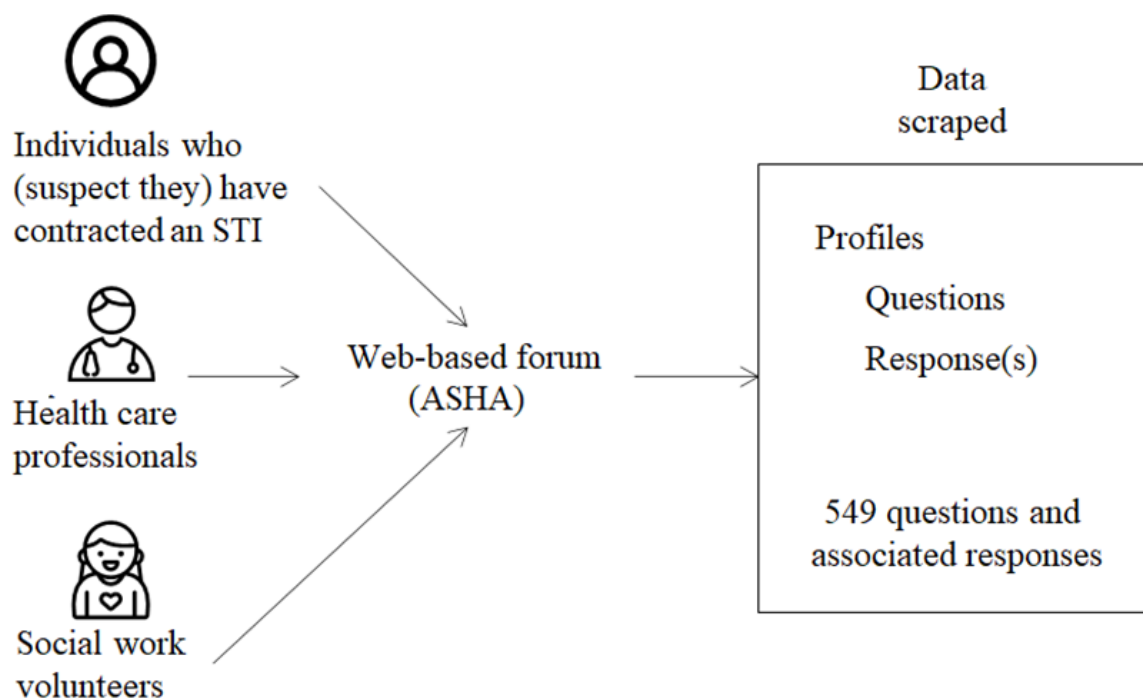 Individuals who
(suspect they) have
contracted an STI
Health care
professionals
Social work
volunteers
Web-based forum
(ASHA)
Data
scraped
Profiles
Questions
Response(s)
549 questions and
associated responses